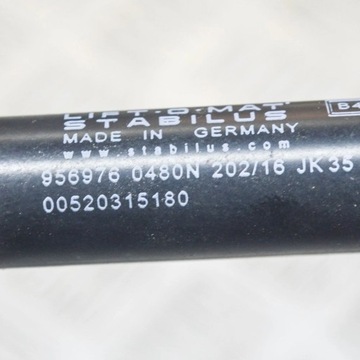 LIFT-O-MAT
STABILUS
MADE IN GERMANY
www.stabilus.com
956976 0480N 202/16 JK35
00520315180